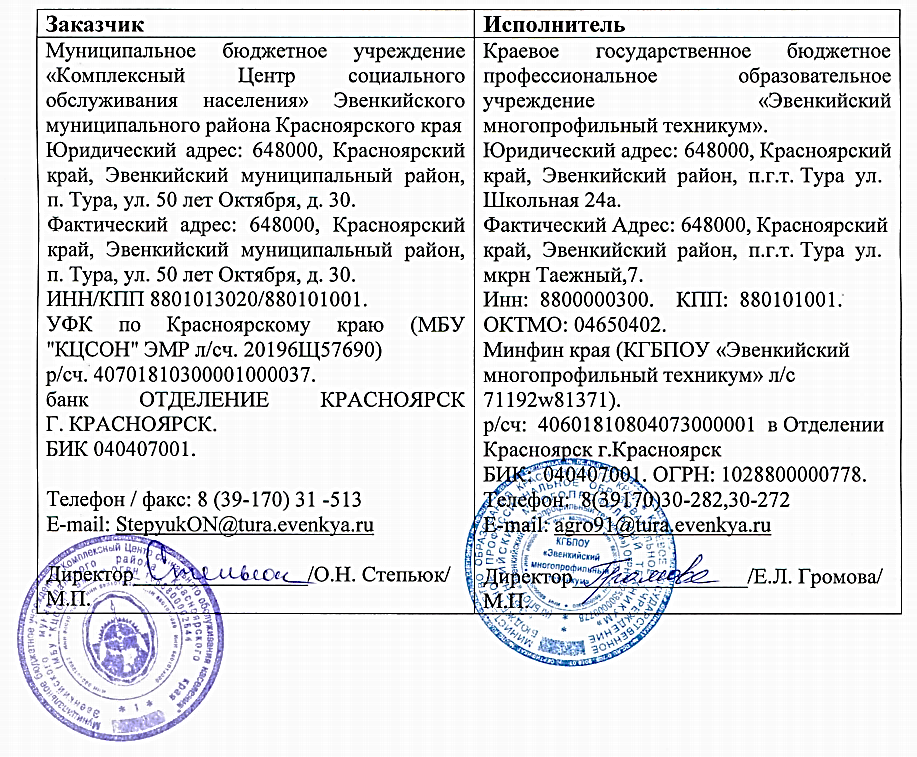 Заказчик
Муниципальное бюджетное учреждение
«Комплексный Центр социального
обслуживания населения» Эвенкийского
муниципального района Красноярского края
Юридический адрес: 648000, Красноярский
край, Эвенкийский муниципальный район,
п. Тура, ул. 50 лет Октября, д. 30.
Фактический адрес: 648000, Красноярский
край, Эвенкийский муниципальный район,
п. Тура, ул. 50 лет Октября, д. 30.
ИНН/КПП 8801013020/880101001.
УФК по Красноярскому краю (МБУ
"КЦСОН" ЭМР л/сч. 20196Щ57690)
р/сч. 40701810300001000037.
банк ОТДЕЛЕНИЕ КРАСНОЯРСК
Г. КРАСНОЯРСК.
БИК 040407001.
Телефон / факс: 8 (39-170) 31 -513
E-mail: StepyukON@tura.evenkya.ru
Директор /О.Н. Степьюк/
М.П.
Исполнитель
Краевое государственное бюджетное
профессиональное образовательное
учреждение «Эвенкийский
многопрофильный техникум».
Юридический адрес: 648000, Красноярский
край, Эвенкийский район, п.г.т. Тура ул.
Школьная 24а.
Фактический Адрес: 648000, Красноярский
край, Эвенкийский район, п.г.т. Тура ул.
мкрн Таежный,7.
Инн: 8800000300. КПП: 880101001.
ОКТМО: 04650402.
Минфин края (КГБПОУ «Эвенкийский
многопрофильный техникум» л/с
71192w81371).
р/сч: 40601810804073000001 в Отделении
Красноярск г.Красноярск
БИК: 040407001. ОГРН: 1028800000778.
Телефон: 8(39170)30-282,30-272
E-mail: agro91@tura.evenkya.ru
КГБПОУ
«Эвенкийский
многопрофильный
Директор Громова /Е.Л. Громова/
М.П.